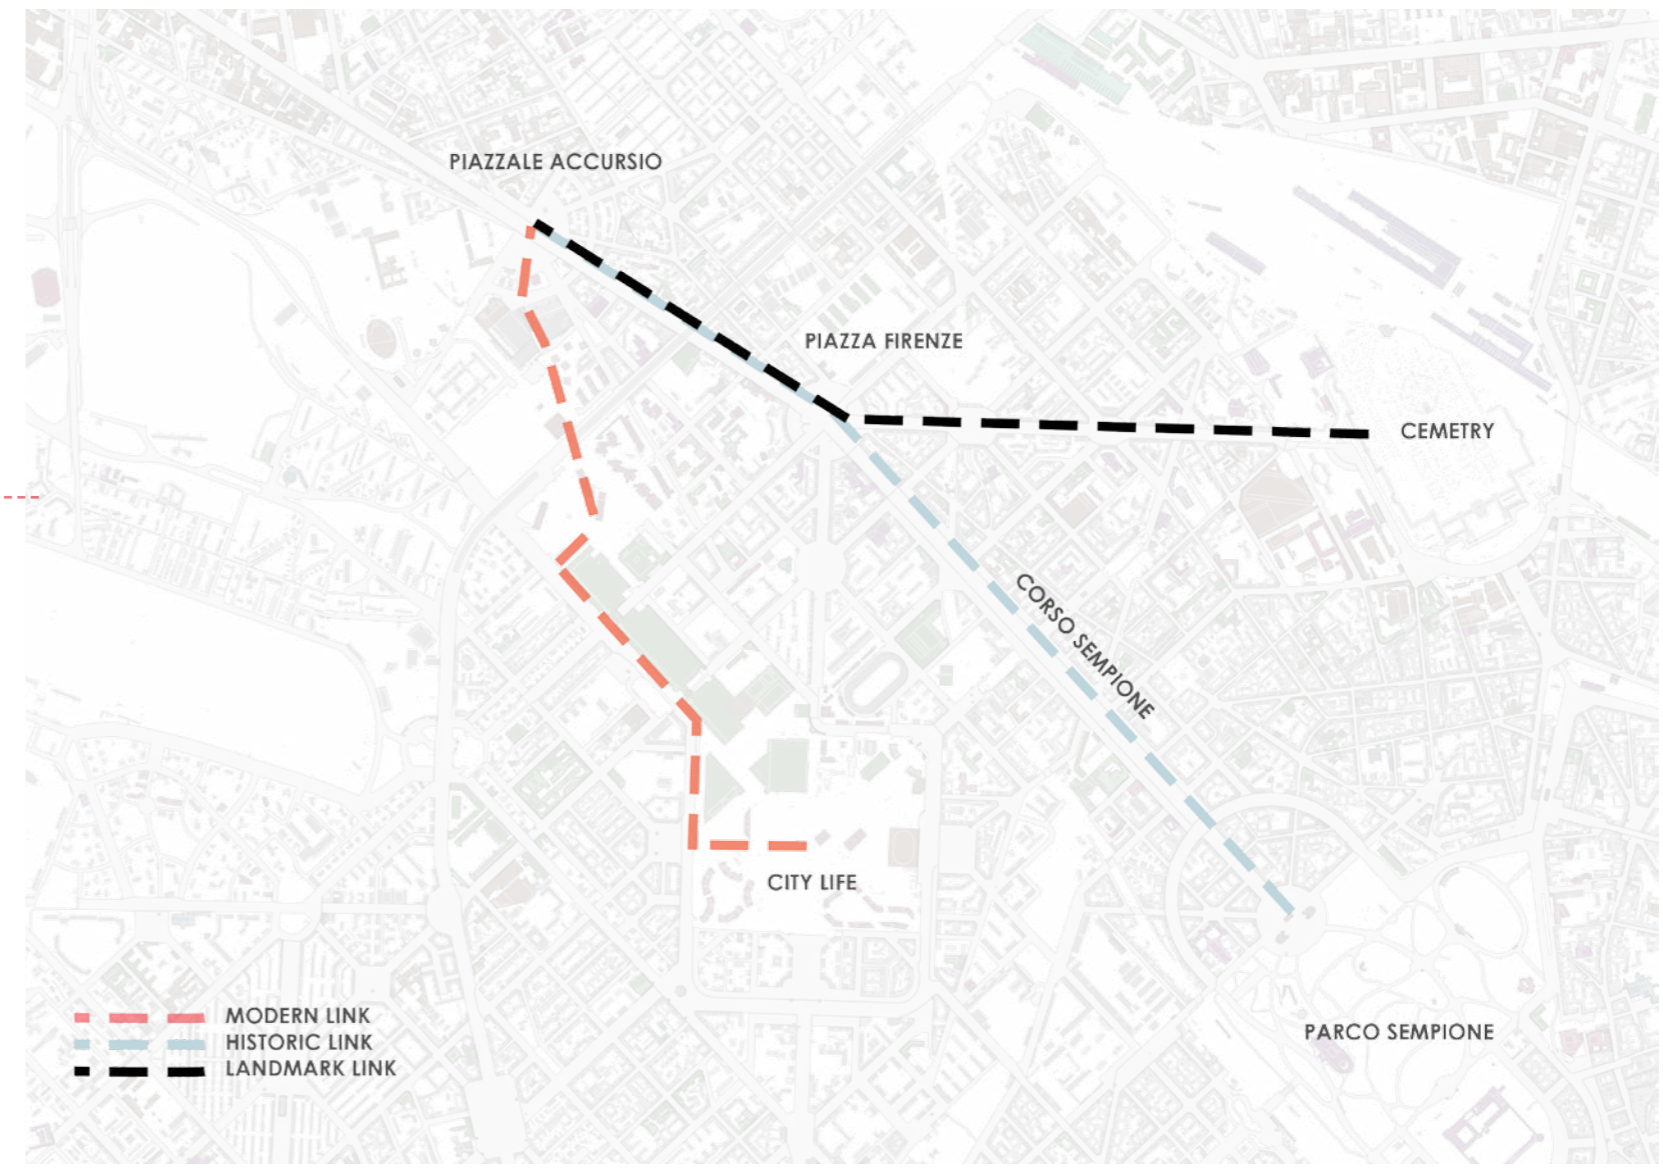 PIAZZALE ACCURSIO
PIAZZA FIRENZE
CEMETRY
CORSO SEMPIONE
CITY LIFE
PARCO SEMPIONE
MODERN LINK
HISTORIC LINK
LANDMARK LINK